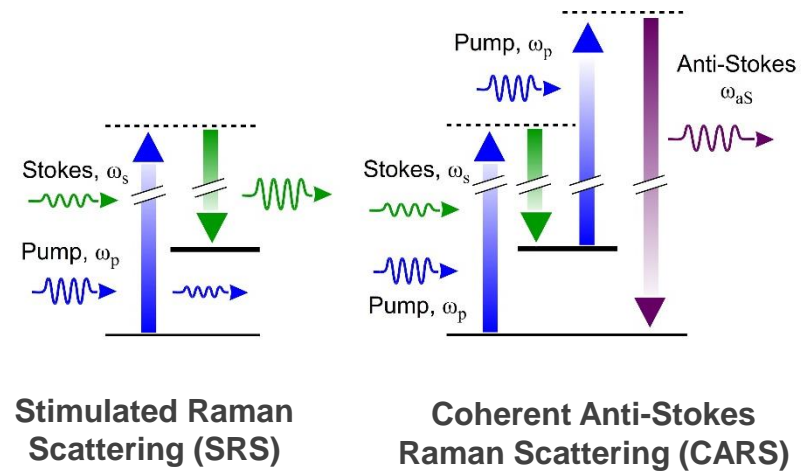 Stokes, ωs
Pump, ωp
Stimulated Raman
Scattering (SRS)
Pump, ωp
Anti-Stokes
ωaS
Stokes, ωs
Pump, ωp
Coherent Anti-Stokes
Raman Scattering (CARS)